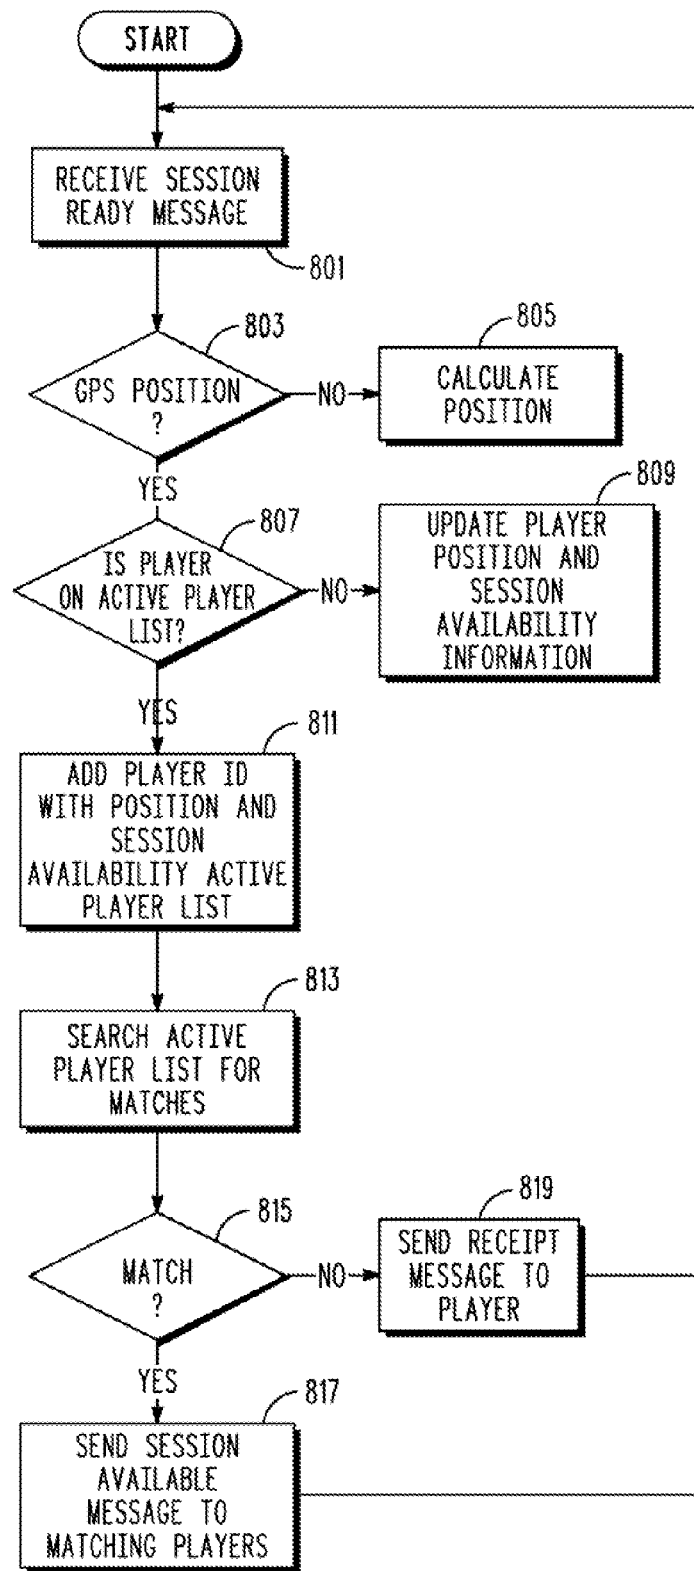 START
RECEIVE SESSION
READY MESSAGE
801
803
GPS POSITION
?
NO
805
CALCULATE
POSITION
YES
807
IS PLAYER
ON ACTIVE PLAYER
LIST?
NO
809
UPDATE PLAYER
POSITION AND
SESSION
AVAILABILITY
INFORMATION
YES
811
ADD PLAYER ID
WITH POSITION AND
SESSION
AVAILABILITY ACTIVE
PLAYER LIST
813
SEARCH ACTIVE
PLAYER LIST FOR
MATCHES
815
MATCH
?
NO
819
SEND RECEIPT
MESSAGE TO
PLAYER
YES
817
SEND SESSION
AVAILABLE
MESSAGE TO
MATCHING PLAYERS